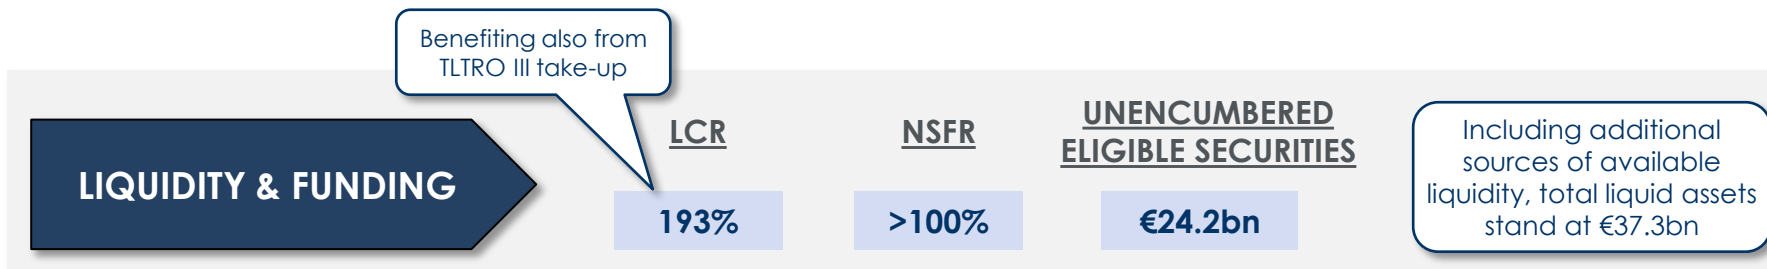 Benefiting also from
TLTRO III take-up
LIQUIDITY & FUNDING
LCR
193%
NSFR
>100%
UNENCUMBERED
ELIGIBLE SECURITIES
€24.2bn
Including additional
sources of available
liquidity, total liquid assets
stand at €37.3bn